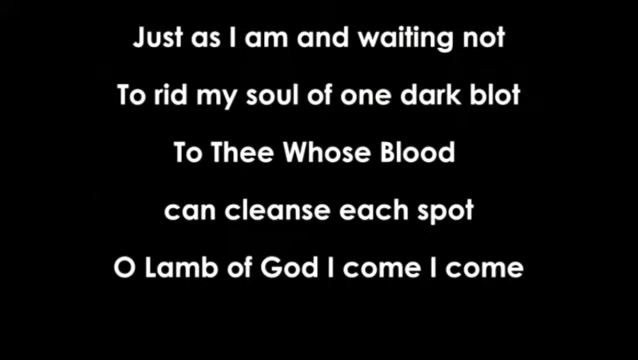 Just as I am and waiting not
To rid my soul of one dark blot
To Thee Whose Blood
can cleanse each spot
O Lamb of God I come I come